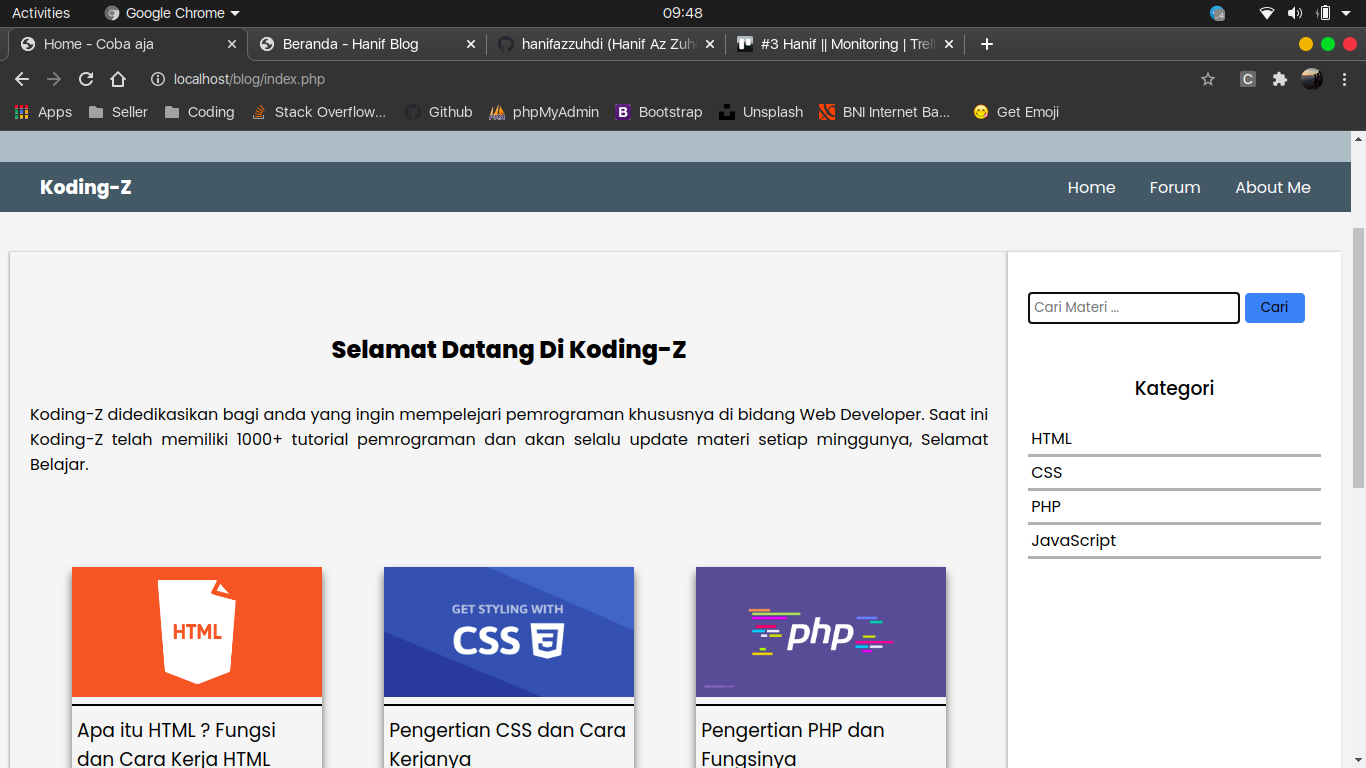 Activities Google Chrome 09:48
Home - Coba aja Beranda - Hanif Blog hanifazzuhdi (Hanif Az Zuh #3 Hanif || Monitoring | Trell
localhost/blog/index.php
Apps Seller Coding Stack Overflow... Github phpMyAdmin B Bootstrap Unsplash BNI Internet Ba... Get Emoji
Koding-Z Home Forum About Me
Cari Materi ... Cari
Selamat Datang Di Koding-Z
Koding-Z didedikasikan bagi anda yang ingin mempelejari pemrograman khususnya di bidang Web Developer. Saat ini
Koding-Z telah memiliki 1000+ tutorial pemrograman dan akan selalu update materi setiap minggunya, Selamat
Belajar.
Kategori
HTML
CSS
PHP
JavaScript
HTML
GET STYLING WITH
CSS 3
php
Apa itu HTML ? Fungsi
dan Cara Kerja HTML
Pengertian CSS dan Cara
Kerjanya
Pengertian PHP dan
Fungsinya